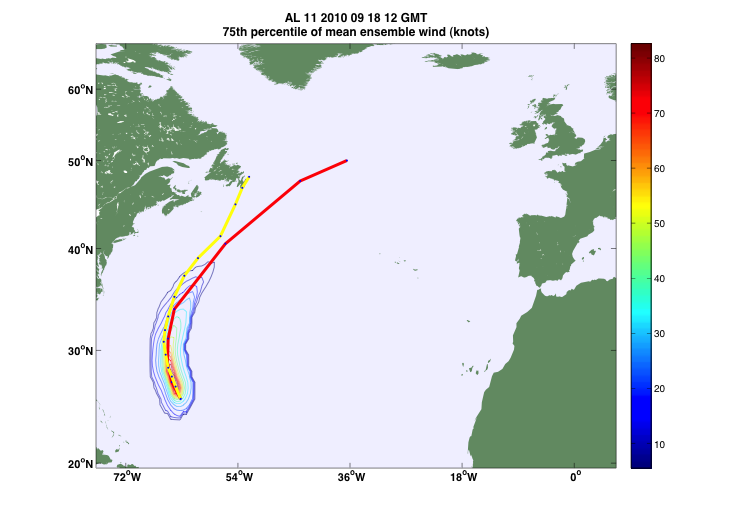 AL 11 2010 09 18 12 GMT
75th percentile of mean ensemble wind (knots)
60°N
50°N
40°N
30°N
20°N
72°W
54°W
36°W
18°W
0°
80
70
60
50
40
30
20
10